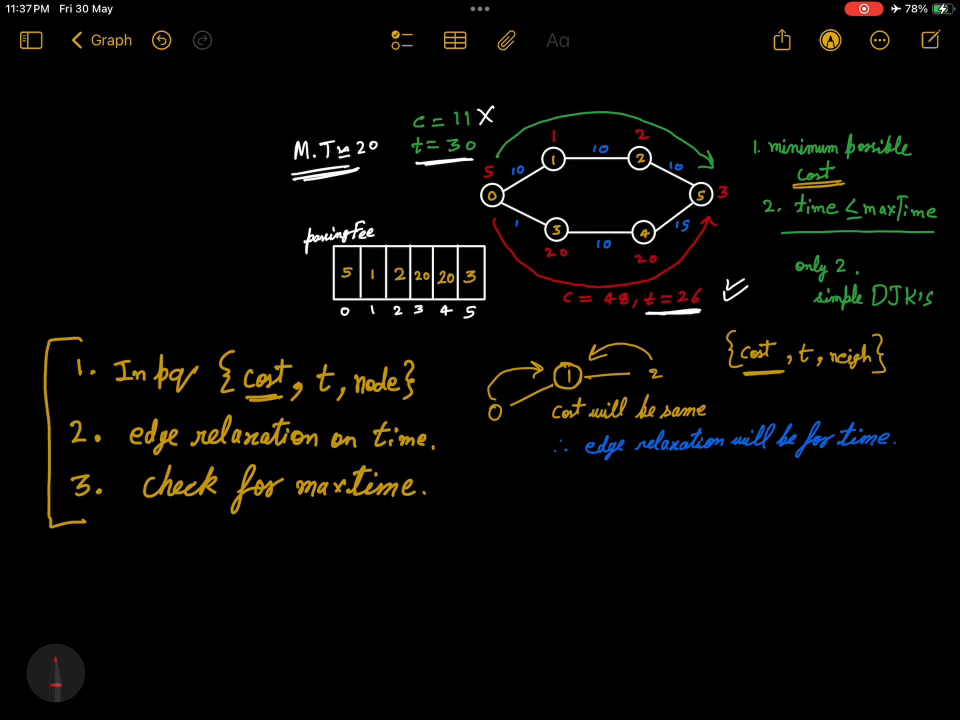 11:37 PM Fri 30 May
78%
Graph
Aa
c = 11 X
t = 30
M.T = 20
1 2
5 10 10 10
0 1 2 5 3
1 3 10 4 15
20 20
c = 48, t = 26
1. minimum possible
cost
2. time ≤ maxTime
only 2.
simple DJK's
passingFee
5 1 2 20 20 3
0 1 2 3 4 5
1. In pq {cost, t, node}
2. edge relaxation on time.
3. check for maxtime.
0 1 2
{cost, t, neigh}
cost will be same
∴ edge relaxation will be for time.